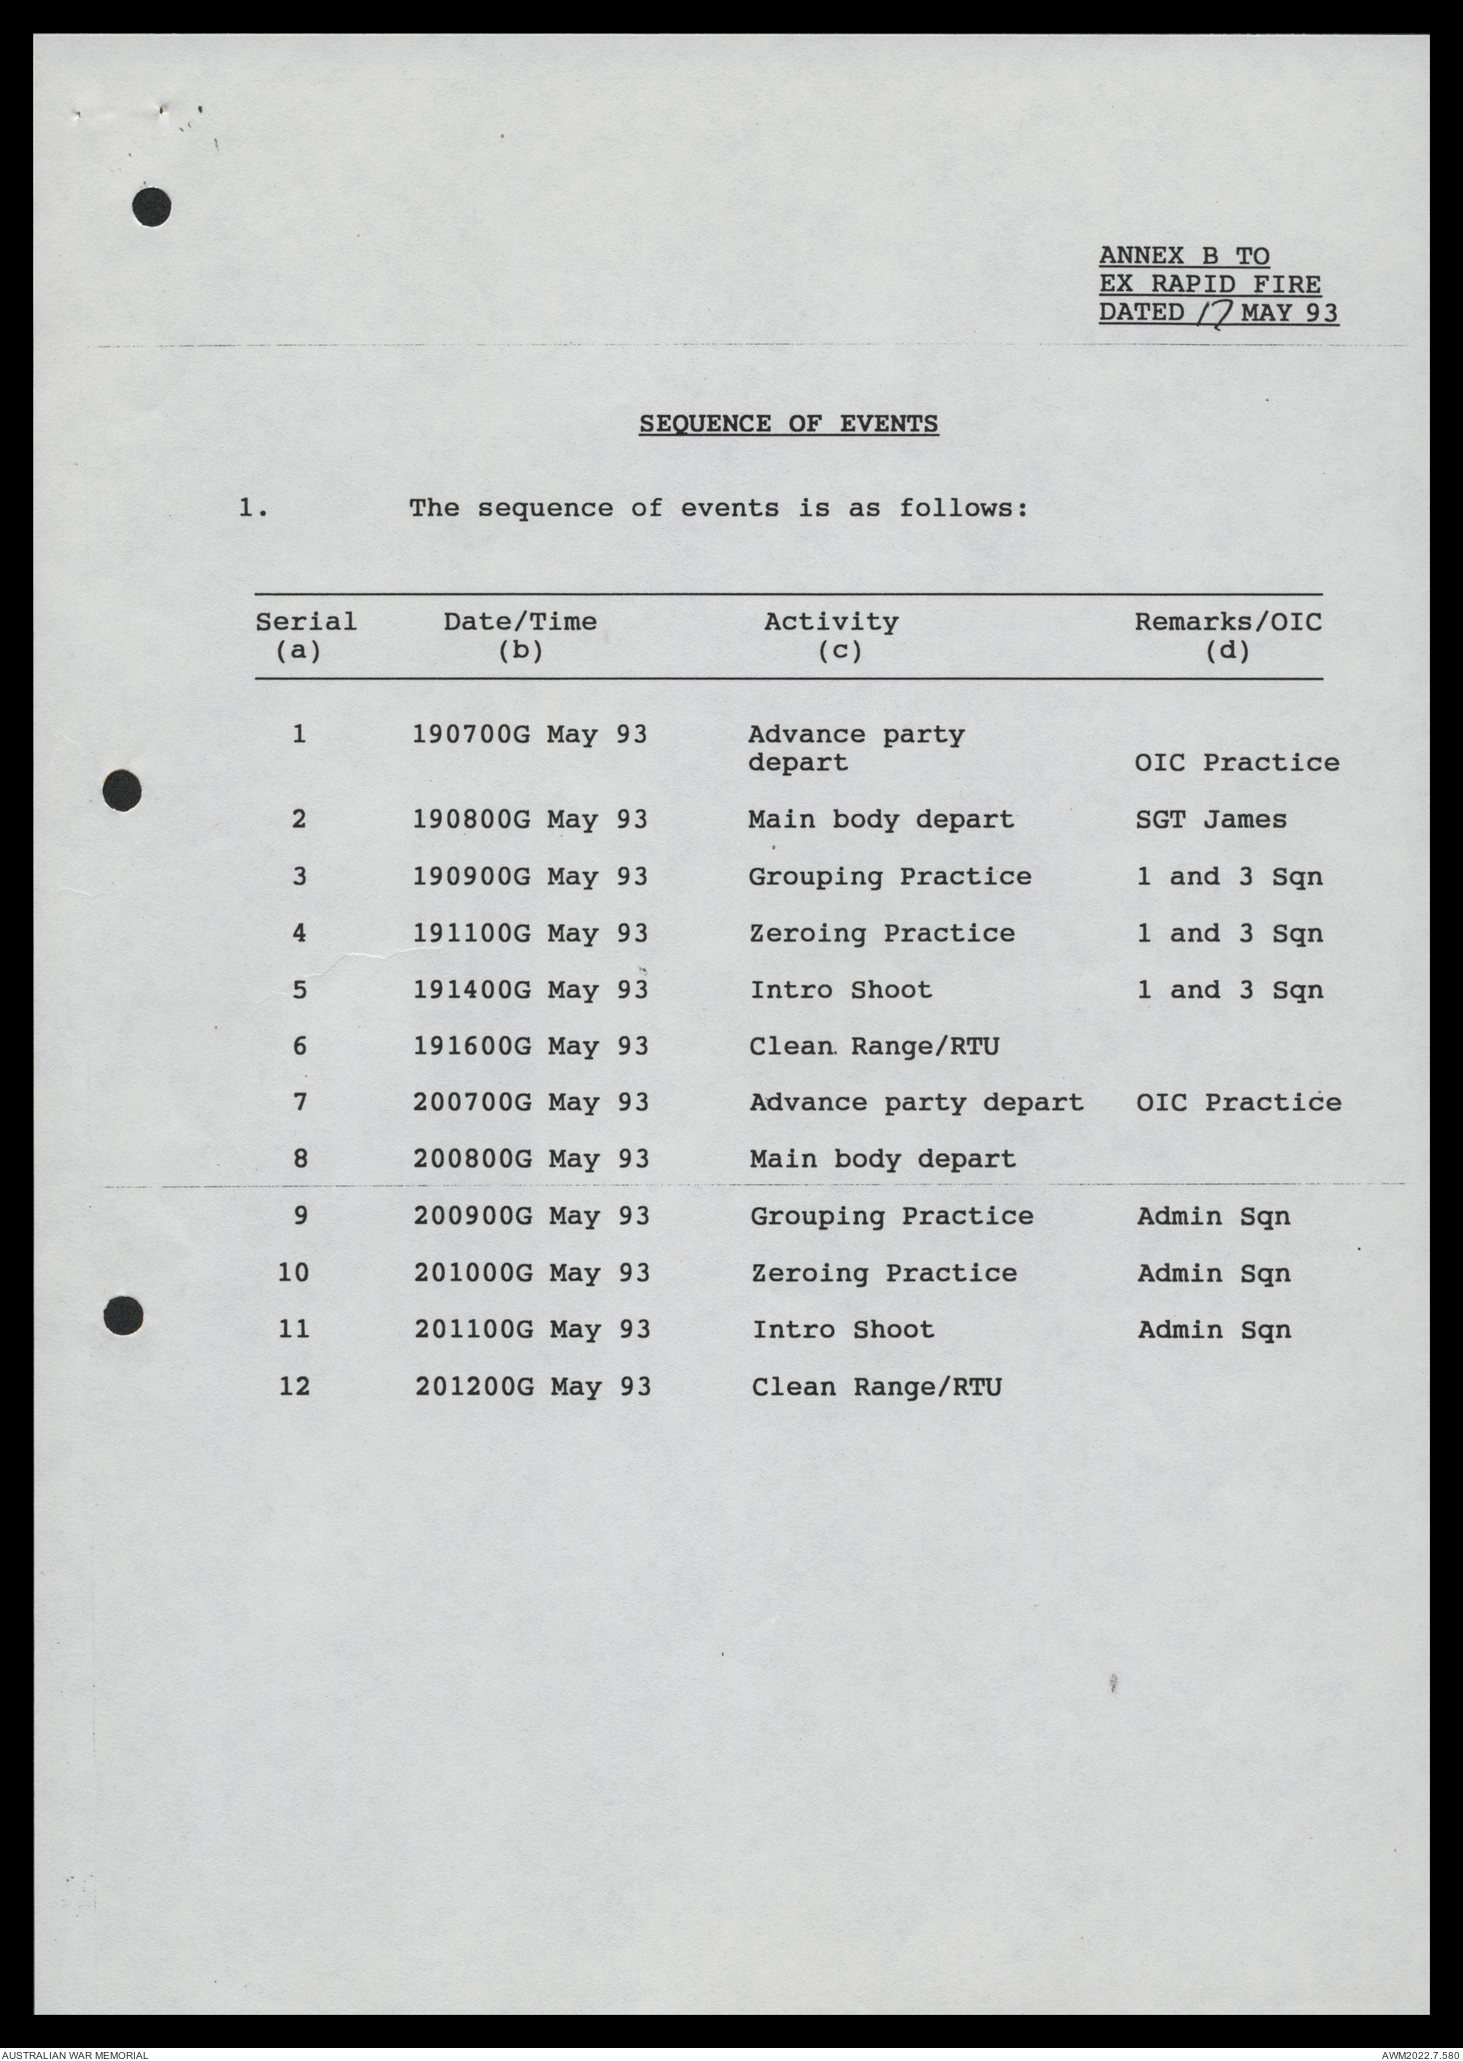 ANNEX B TO
EX RAPID FIRE
DATED 17 MAY 93
SEQUENCE OF EVENTS
1. The sequence of events is as follows:
Serial Date/Time Activity Remarks/OIC
(a) (b) (c) (d)
1 190700G May 93 Advance party
depart OIC Practice
2 190800G May 93 Main body depart SGT James
3 190900G May 93 Grouping Practice 1 and 3 Sqn
4 191100G May 93 Zeroing Practice 1 and 3 Sqn
5 191400G May 93 Intro Shoot 1 and 3 Sqn
6 191600G May 93 Clean Range/RTU
7 200700G May 93 Advance party depart OIC Practice
8 200800G May 93 Main body depart
9 200900G May 93 Grouping Practice Admin Sqn
10 201000G May 93 Zeroing Practice Admin Sqn
11 201100G May 93 Intro Shoot Admin Sqn
12 201200G May 93 Clean Range/RTU
AUSTRALIAN WAR MEMORIAL AWM2022.7.580